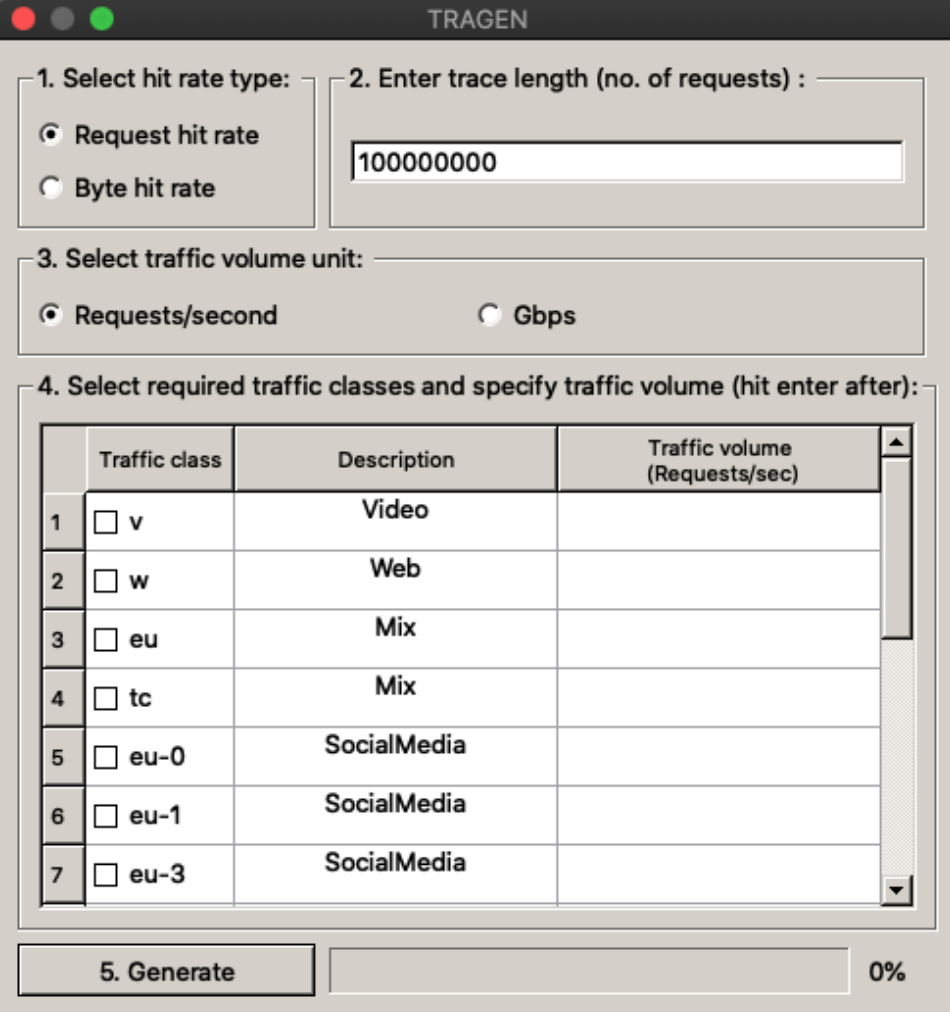 TRAGEN
1. Select hit rate type:
Request hit rate
Byte hit rate
2. Enter trace length (no. of requests) :
100000000
3. Select traffic volume unit:
Requests/second
Gbps
4. Select required traffic classes and specify traffic volume (hit enter after):
Traffic class Description Traffic volume
(Requests/sec)
1 v Video
2 w Web
3 eu Mix
4 tc Mix
5 eu-0 SocialMedia
6 eu-1 SocialMedia
7 eu-3 SocialMedia
5. Generate
0%